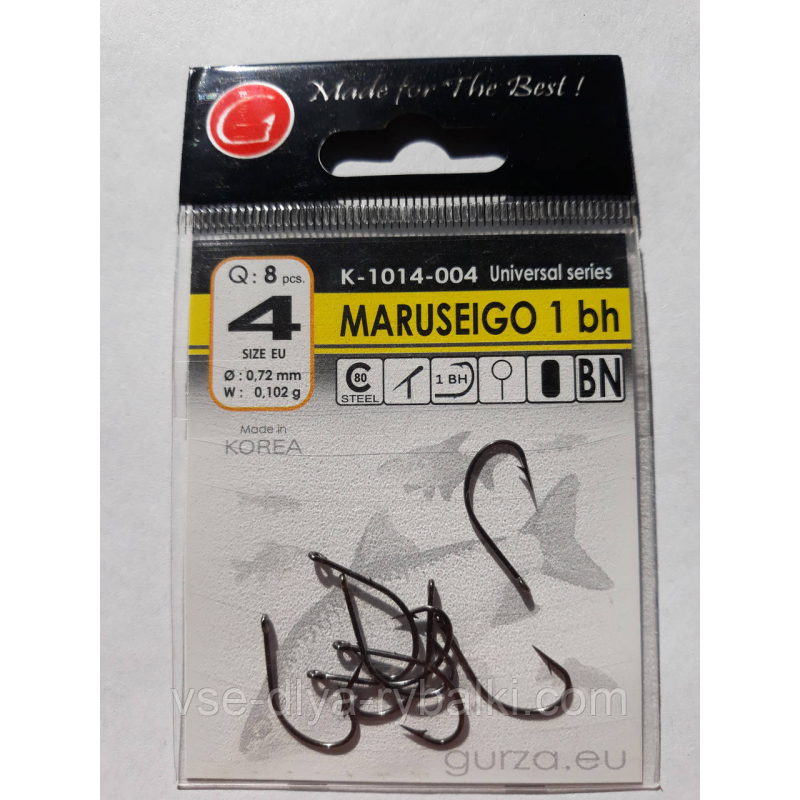 Made for The Best !
K-1014-004 Universal series
MARUSEIGO 1 bh
Q: 8 pcs.
4
SIZE EU
Ø : 0,72 mm
W : 0,102 g
C 80 STEEL
1 BH
BN
Made in
KOREA
vse-dlya-rybalki.com
gurza.eu